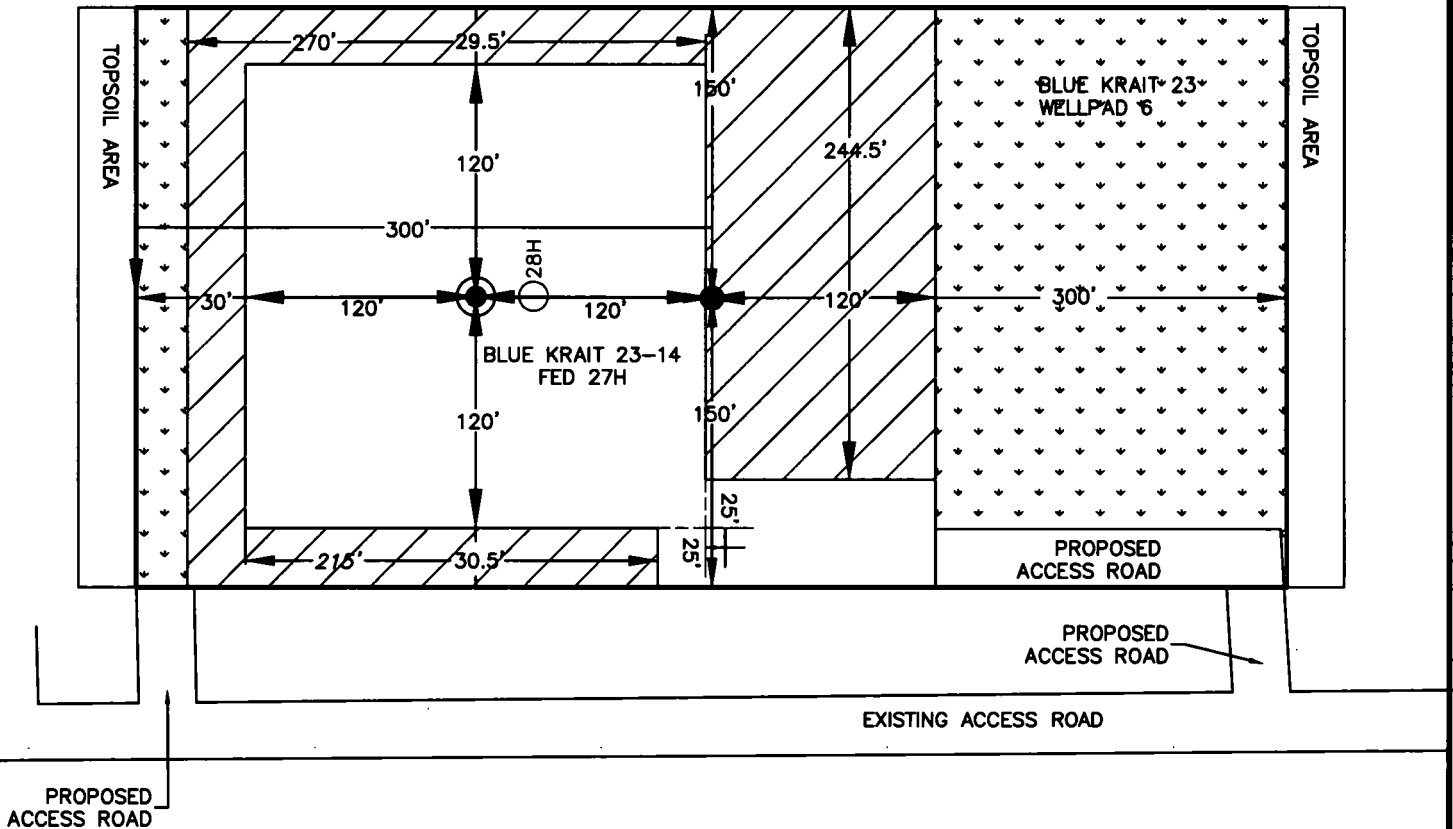 TOPSOIL AREA
270'
29.5'
150'
BLUE KRAIT 23
WELLPAD 6
TOPSOIL AREA
120'
244.5'
300'
28H
30'
120'
120'
120'
300'
BLUE KRAIT 23-14
FED 27H
120'
150'
25'
25'
215'
30.5'
PROPOSED
ACCESS ROAD
PROPOSED
ACCESS ROAD
EXISTING ACCESS ROAD
PROPOSED
ACCESS ROAD